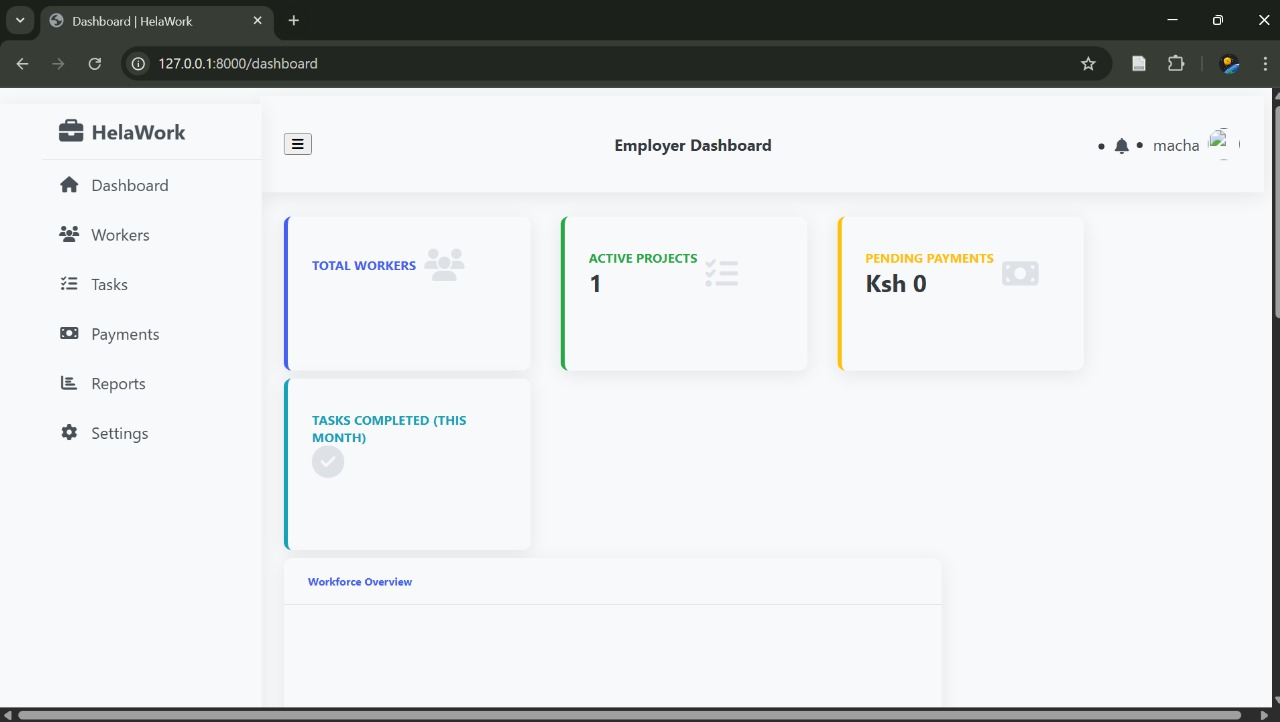 Dashboard | HelaWork
127.0.0.1:8000/dashboard
HelaWork
Dashboard
Workers
Tasks
Payments
Reports
Settings
Employer Dashboard
macha
TOTAL WORKERS
ACTIVE PROJECTS
1
PENDING PAYMENTS
Ksh 0
TASKS COMPLETED (THIS
MONTH)
Workforce Overview